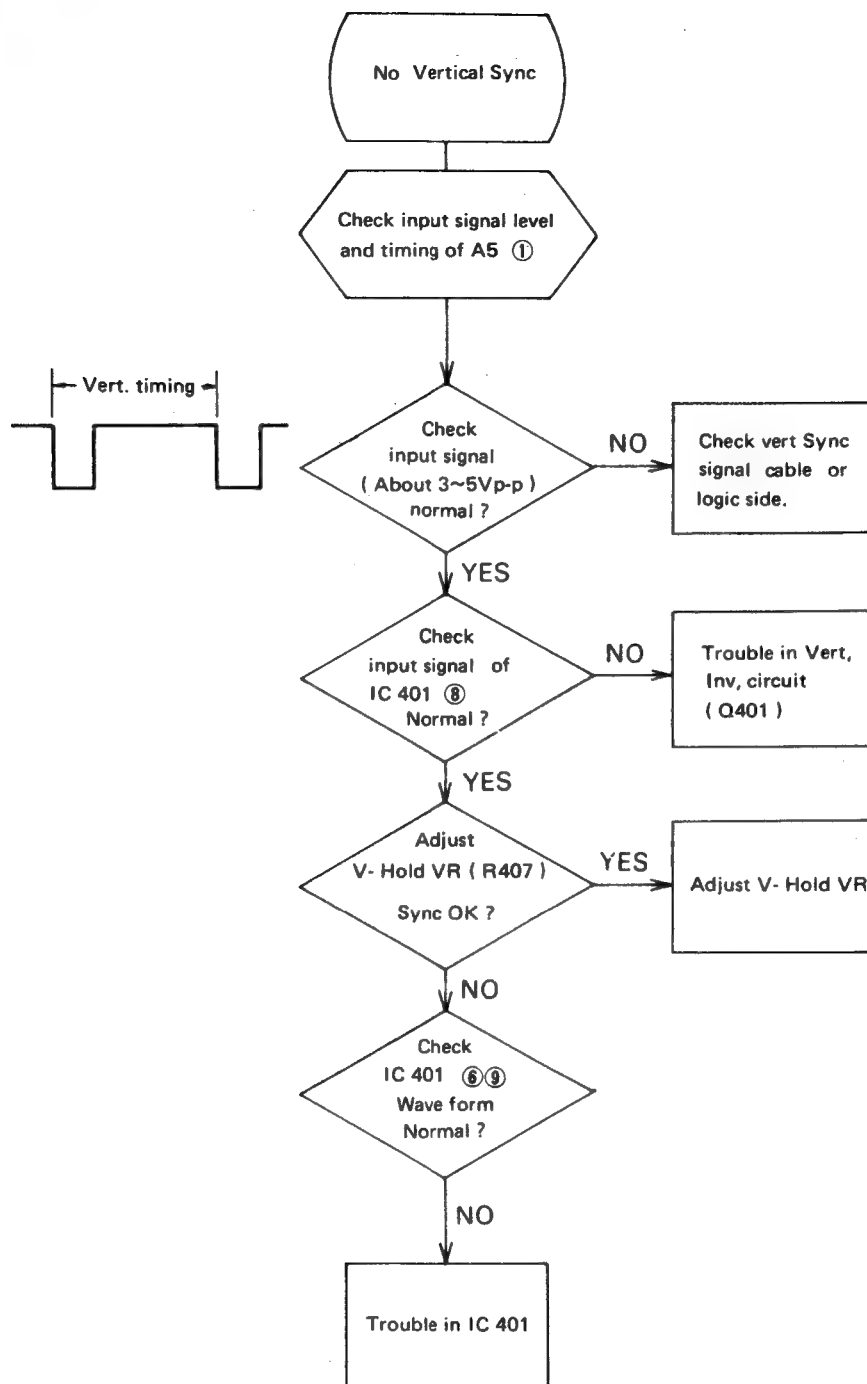 No Vertical Sync
Check input signal level
and timing of A5 ①
Vert. timing
Check
input signal
( About 3~5Vp-p )
normal ?
NO
Check vert Sync
signal cable or
logic side.
YES
Check
input signal of
IC 401 ⑧
Normal ?
NO
Trouble in Vert,
Inv, circuit
( Q401 )
YES
Adjust
V- Hold VR ( R407 )
Sync OK ?
YES
Adjust V- Hold VR
NO
Check
IC 401 ⑥⑨
Wave form
Normal ?
NO
Trouble in IC 401